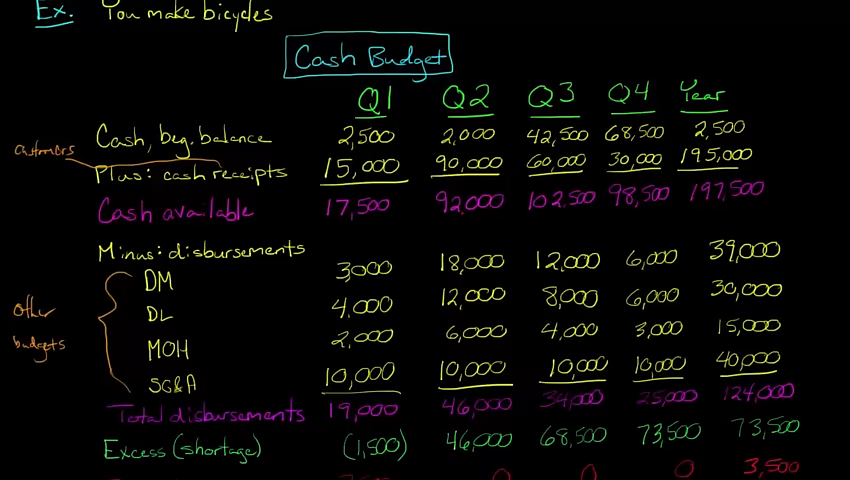 Ex. You make bicycles
Cash Budget
Q1 Q2 Q3 Q4 Year
Cash, beg. balance 2,500 2,000 42,500 68,500 2,500
customers
Plus: cash receipts 15,000 90,000 60,000 30,000 195,000
Cash available 17,500 92,000 102,500 98,500 197,500
Minus: disbursements
DM 3,000 18,000 12,000 6,000 39,000
other budgets
DL 4,000 12,000 8,000 6,000 30,000
MOH 2,000 6,000 4,000 3,000 15,000
SG&A 10,000 10,000 10,000 10,000 40,000
Total disbursements 19,000 46,000 34,000 25,000 124,000
Excess (shortage) (1,500) 46,000 68,500 73,500 73,500
0 0 0 3,500